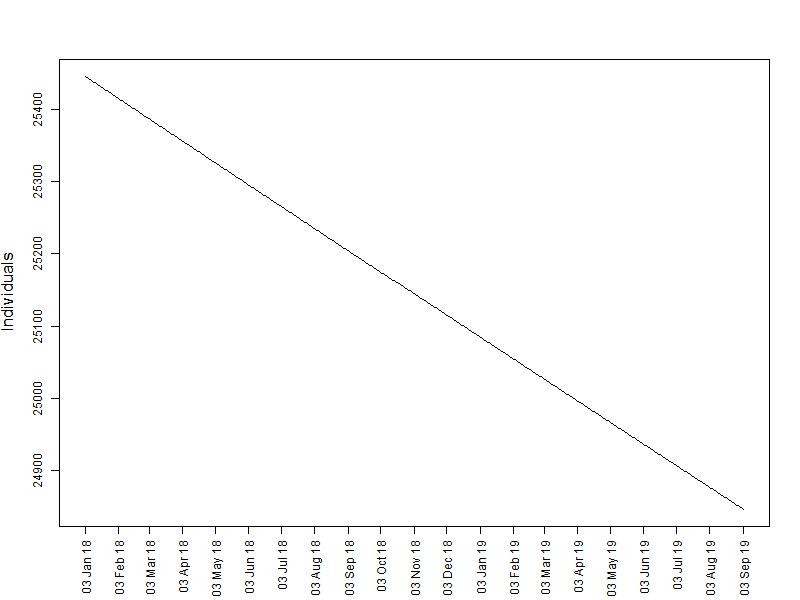 Individuals
25400
25300
25200
25100
25000
24900
03 Jan 18
03 Feb 18
03 Mar 18
03 Apr 18
03 May 18
03 Jun 18
03 Jul 18
03 Aug 18
03 Sep 18
03 Oct 18
03 Nov 18
03 Dec 18
03 Jan 19
03 Feb 19
03 Mar 19
03 Apr 19
03 May 19
03 Jun 19
03 Jul 19
03 Aug 19
03 Sep 19